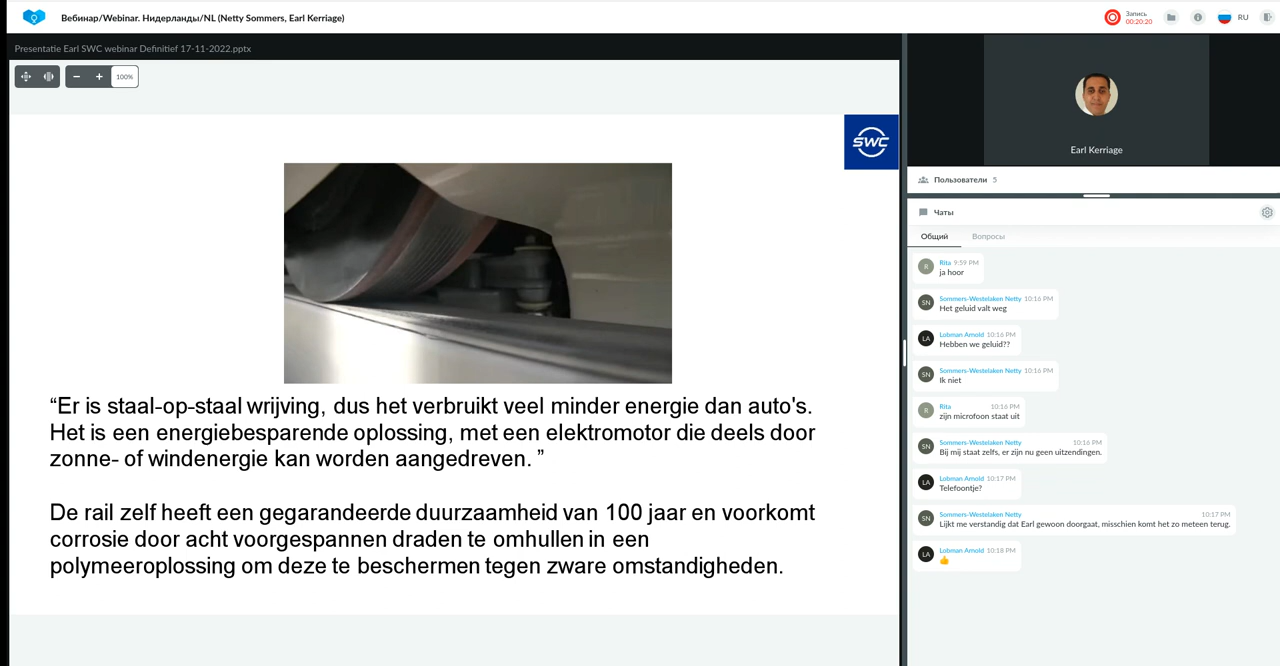 Вебинар/Webinar. Нидерланды/NL (Netty Sommers, Earl Kerriage)
Запись
00:20:20
RU
Presentatie Earl SWC webinar Definitief 17-11-2022.pptx
100%
SWC
“Er is staal-op-staal wrijving, dus het verbruikt veel minder energie dan auto's.
Het is een energiebesparende oplossing, met een elektromotor die deels door
zonne- of windenergie kan worden aangedreven. ”
De rail zelf heeft een gegarandeerde duurzaamheid van 100 jaar en voorkomt
corrosie door acht vorgespannen draden te omhullen in een
polymeeroplossing om deze te beschermen tegen zware omstandigheden.
Earl Kerriage
Пользователи 5
Чаты
Общий Вопросы
R Rita 9:59 PM
ja hoor
SN Sommers-Westelaken Netty 10:16 PM
Het geluid valt weg
LA Lobman Arnold 10:16 PM
Hebben we geluid??
SN Sommers-Westelaken Netty 10:16 PM
Ik niet
R Rita 10:16 PM
zijn microfoon staat uit
SN Sommers-Westelaken Netty 10:16 PM
Bij mij staat zelfs, er zijn nu geen uitzendingen.
LA Lobman Arnold 10:17 PM
Telefoontje?
SN Sommers-Westelaken Netty 10:17 PM
Lijkt me verstandig dat Earl gewoon doorgaat, misschien komt het zo meteen terug.
LA Lobman Arnold 10:18 PM
👍